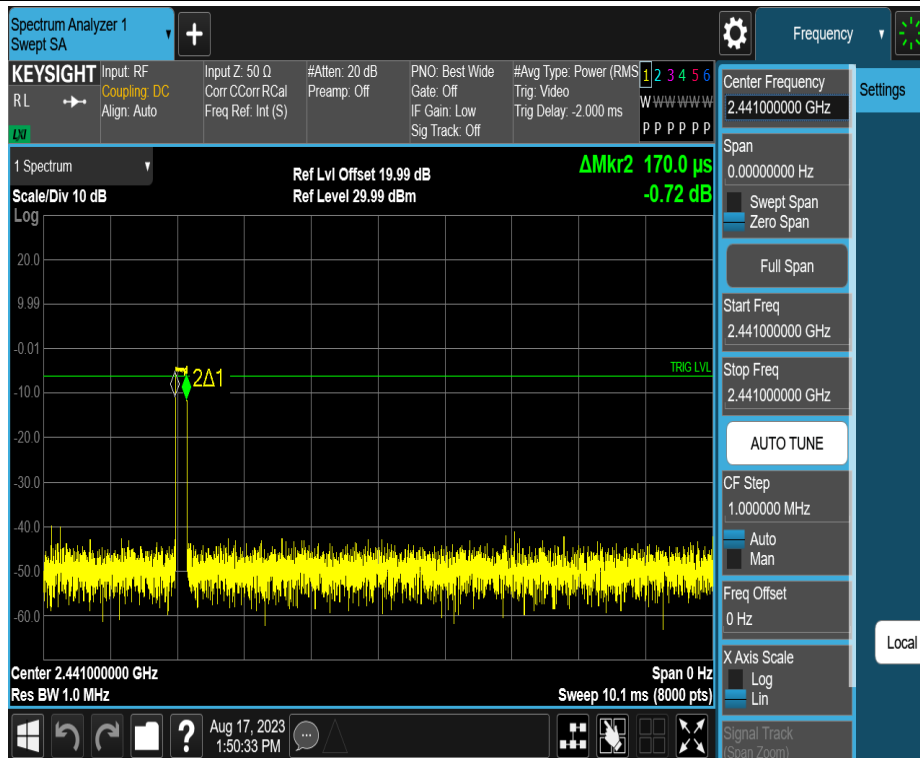 Spectrum Analyzer 1
Swept SA
Frequency
KEYSIGHT
R L
LXI
Input: RF
Coupling: DC
Align: Auto
Input Z: 50 Ω
Corr CCorr RCal
Freq Ref: Int (S)
#Atten: 20 dB
Preamp: Off
PNO: Best Wide
Gate: Off
IF Gain: Low
Sig Track: Off
#Avg Type: Power (RMS
Trig: Video
Trig Delay: -2.000 ms
1 2 3 4 5 6
W W W W W W
P P P P P P
Center Frequency
2.441000000 GHz
Settings
1 Spectrum
Scale/Div 10 dB
Log
Ref Lvl Offset 19.99 dB
Ref Level 29.99 dBm
ΔMkr2 170.0 µs
-0.72 dB
20.0
9.99
-0.01
-10.0
-20.0
-30.0
-40.0
-50.0
-60.0
2Δ1
TRIG LVL
Center 2.441000000 GHz
Res BW 1.0 MHz
Span 0 Hz
Sweep 10.1 ms (8000 pts)
Span
0.00000000 Hz
Swept Span
Zero Span
Full Span
Start Freq
2.441000000 GHz
Stop Freq
2.441000000 GHz
AUTO TUNE
CF Step
1.000000 MHz
Auto
Man
Freq Offset
0 Hz
X Axis Scale
Log
Lin
Signal Track
(Span Zoom)
Local
?
Aug 17, 2023
1:50:33 PM